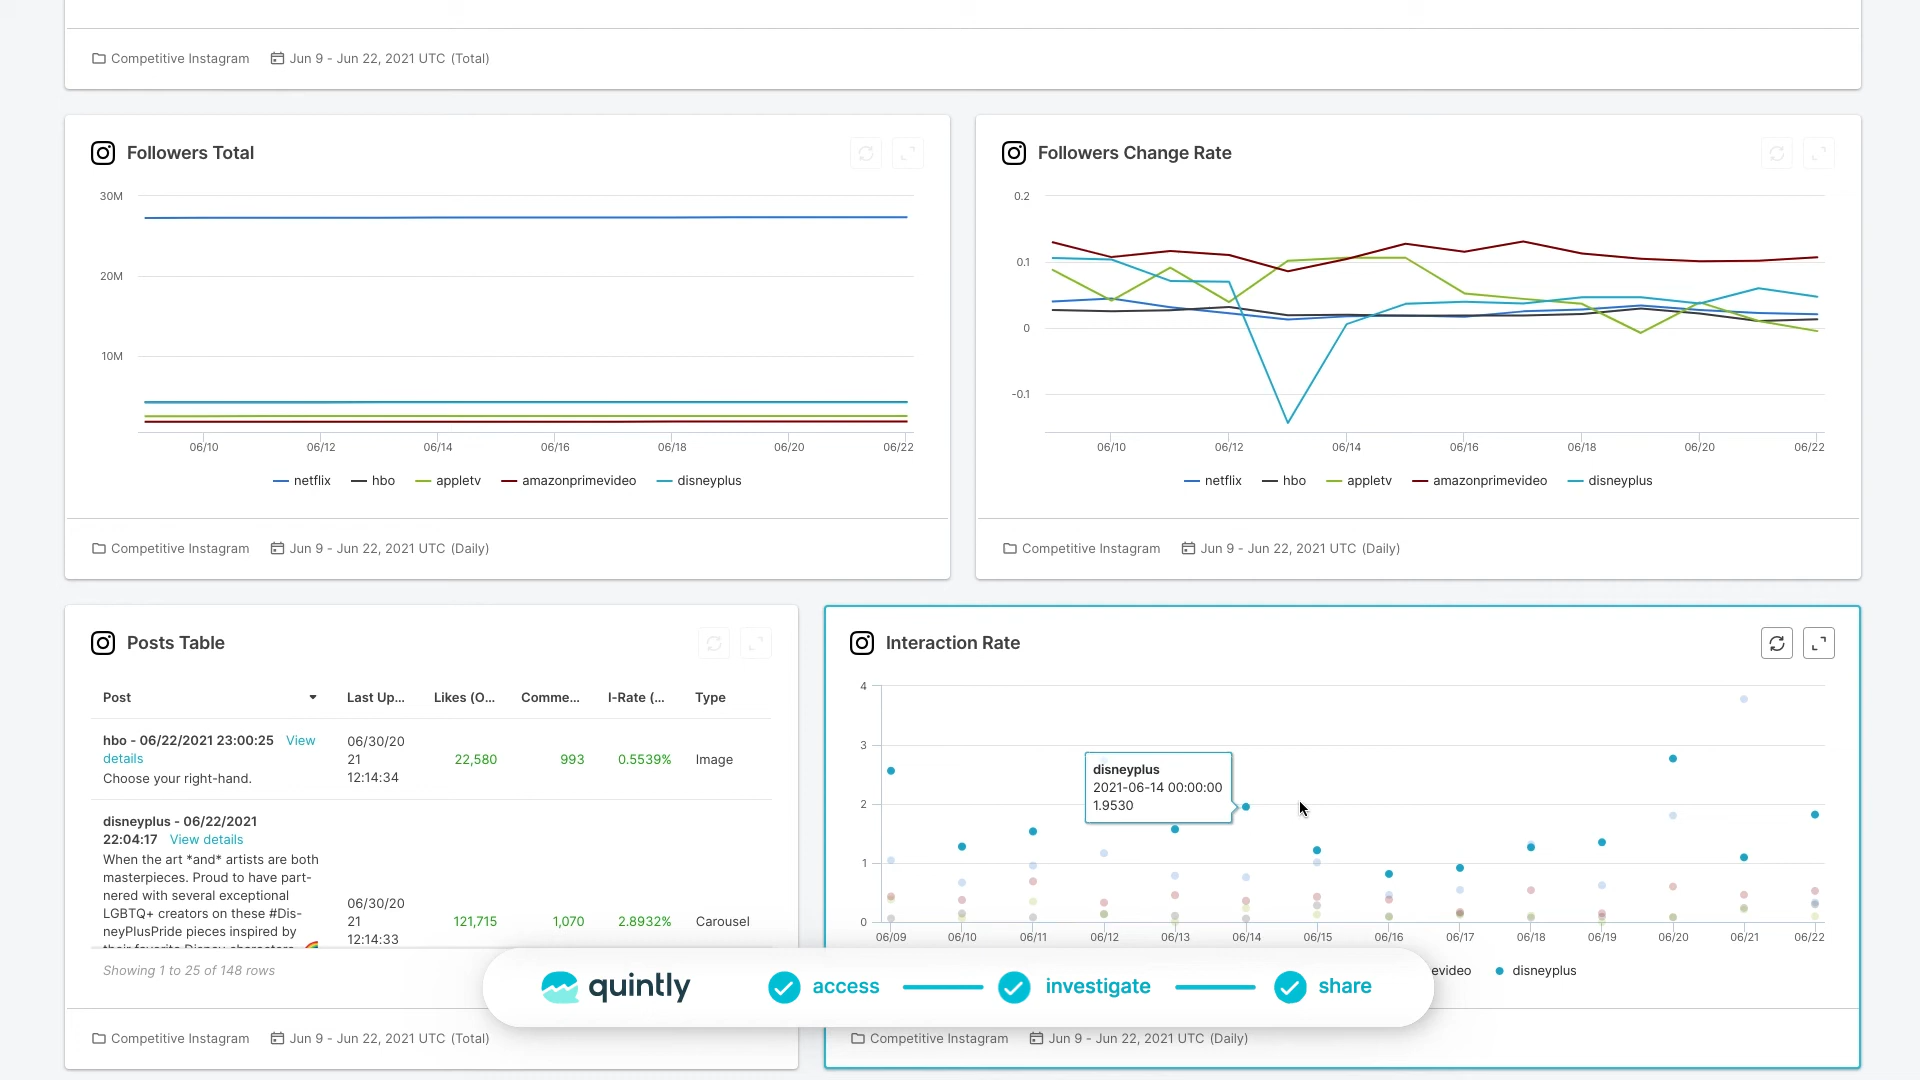 Competitive Instagram Jun 9 - Jun 22, 2021 UTC (Total)
Followers Total
30M
20M
10M
06/10 06/12 06/14 06/16 06/18 06/20 06/22
netflix hbo appletv amazonprimevideo disneyplus
Competitive Instagram Jun 9 - Jun 22, 2021 UTC (Daily)
Followers Change Rate
0.2
0.1
0
-0.1
06/10 06/12 06/14 06/16 06/18 06/20 06/22
netflix hbo appletv amazonprimevideo disneyplus
Competitive Instagram Jun 9 - Jun 22, 2021 UTC (Daily)
Posts Table
Post Last Up... Likes (O... Comme... I-Rate (... Type
hbo - 06/22/2021 23:00:25 View
details
Choose your right-hand.
06/30/20
21
12:14:34
22,580 993 0.5539% Image
disneyplus - 06/22/2021
22:04:17 View details
When the art *and* artists are both
masterpieces. Proud to have part-
nered with several exceptional
LGBTQ+ creators on these #Dis-
neyPlusPride pieces inspired by
their favorite Disney characters.
06/30/20
21
12:14:33
121,715 1,070 2.8932% Carousel
Showing 1 to 25 of 148 rows
Competitive Instagram Jun 9 - Jun 22, 2021 UTC (Total)
Interaction Rate
4
3
2
1
0
disneyplus
2021-06-14 00:00:00
1.9530
06/09 06/10 06/11 06/12 06/13 06/14 06/15 06/16 06/17 06/18 06/19 06/20 06/21 06/22
evideo disneyplus
Competitive Instagram Jun 9 - Jun 22, 2021 UTC (Daily)
quintly access investigate share